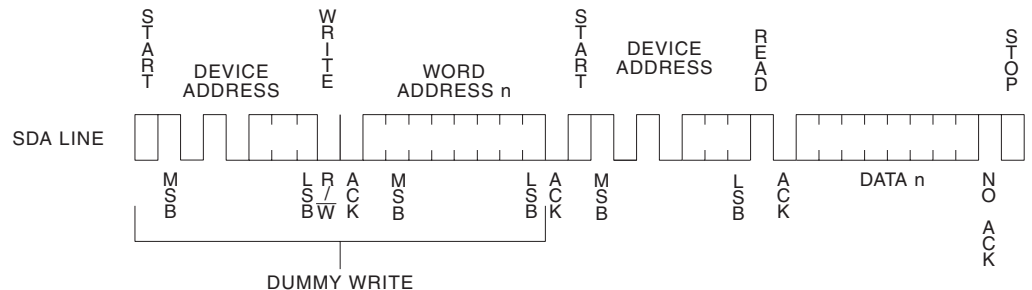 START
WRITE
START
READ
STOP
DEVICE
ADDRESS
WORD
ADDRESS n
DEVICE
ADDRESS
SDA LINE
MSB
LSB
R/W
ACK
MSB
LSB
ACK
MSB
LSB
ACK
DATA n
NO ACK
DUMMY WRITE